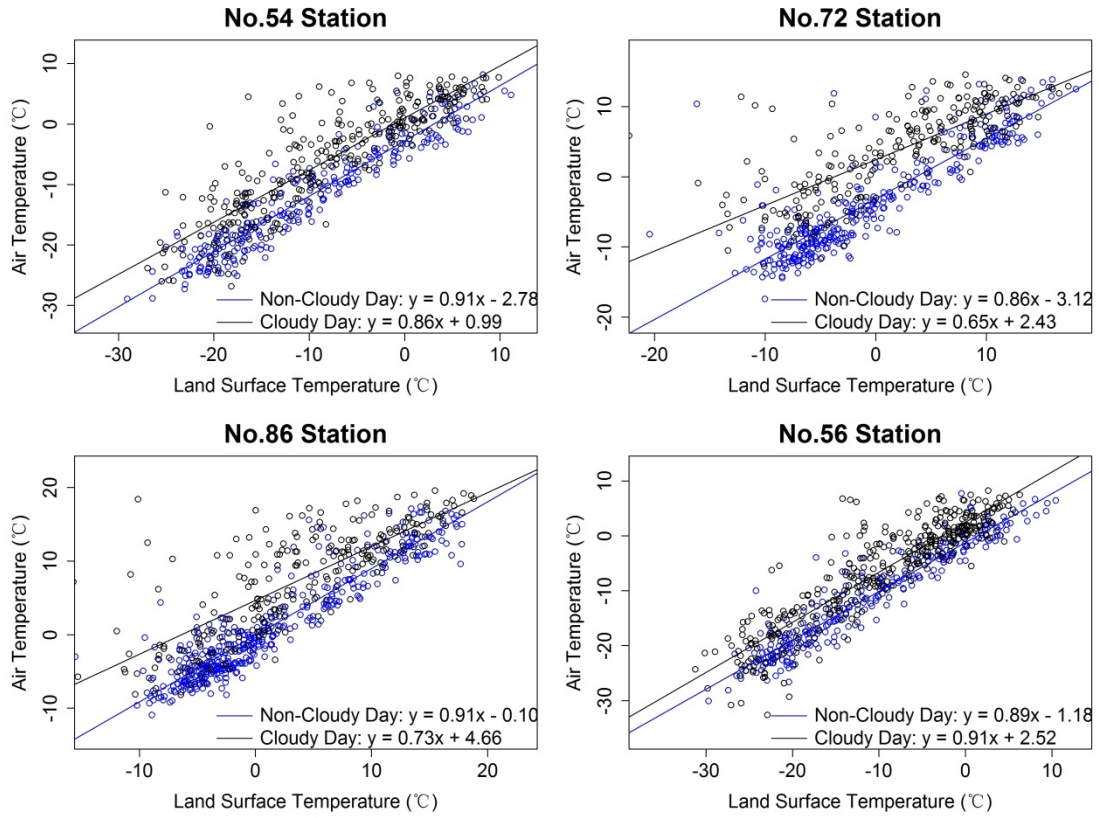 No.54 Station
Air Temperature (℃)
10
0
-10
-20
-30
Non-Cloudy Day: y = 0.91x - 2.78
Cloudy Day: y = 0.86x + 0.99
-30 -20 -10 0 10
Land Surface Temperature (℃)
No.72 Station
Air Temperature (℃)
10
0
-10
-20
Non-Cloudy Day: y = 0.86x - 3.12
Cloudy Day: y = 0.65x + 2.43
-20 -10 0 10
Land Surface Temperature (℃)
No.86 Station
Air Temperature (℃)
20
10
0
-10
Non-Cloudy Day: y = 0.91x - 0.10
Cloudy Day: y = 0.73x + 4.66
-10 0 10 20
Land Surface Temperature (℃)
No.56 Station
Air Temperature (℃)
10
0
-10
-20
-30
Non-Cloudy Day: y = 0.89x - 1.18
Cloudy Day: y = 0.91x + 2.52
-30 -20 -10 0 10
Land Surface Temperature (℃)